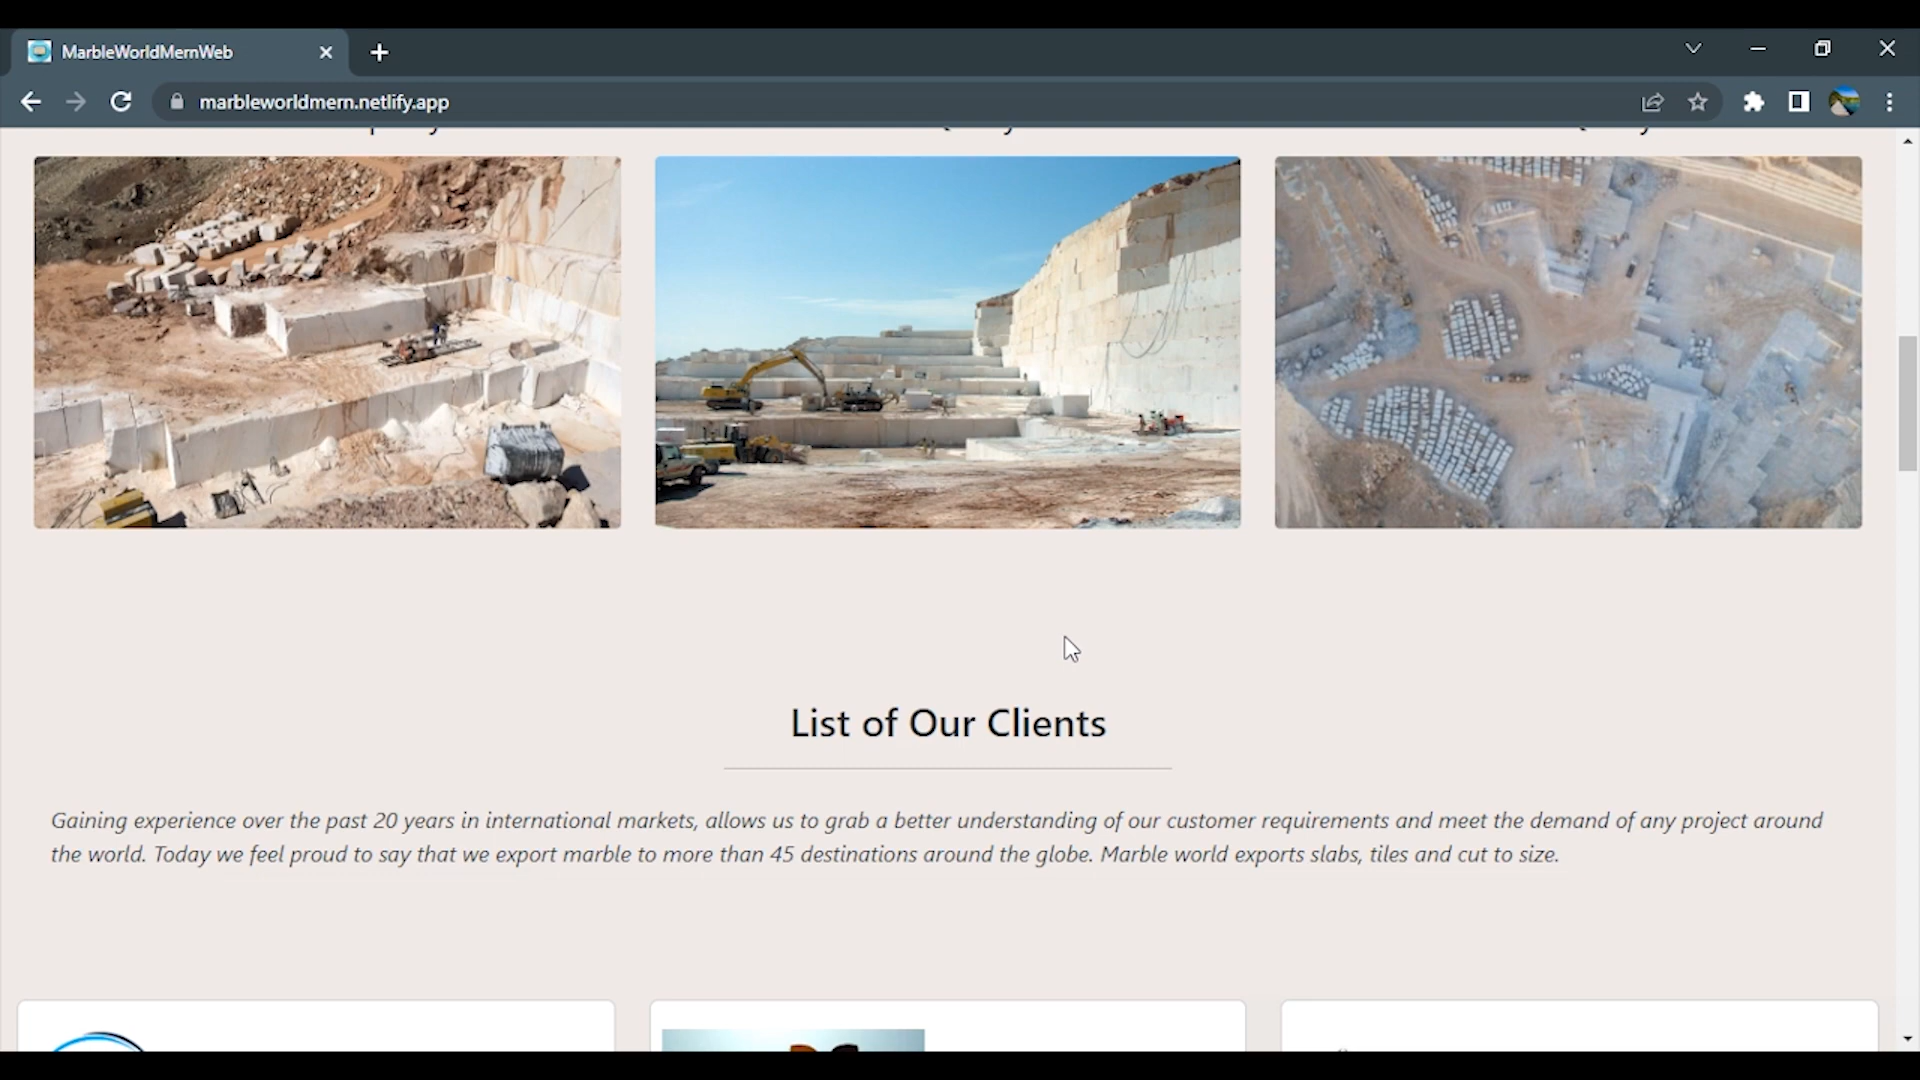 MarbleWorldMernWeb
marbleworldmern.netlify.app
List of Our Clients
Gaining experience over the past 20 years in international markets, allows us to grab a better understanding of our customer requirements and meet the demand of any project around
the world. Today we feel proud to say that we export marble to more than 45 destinations around the globe. Marble world exports slabs, tiles and cut to size.